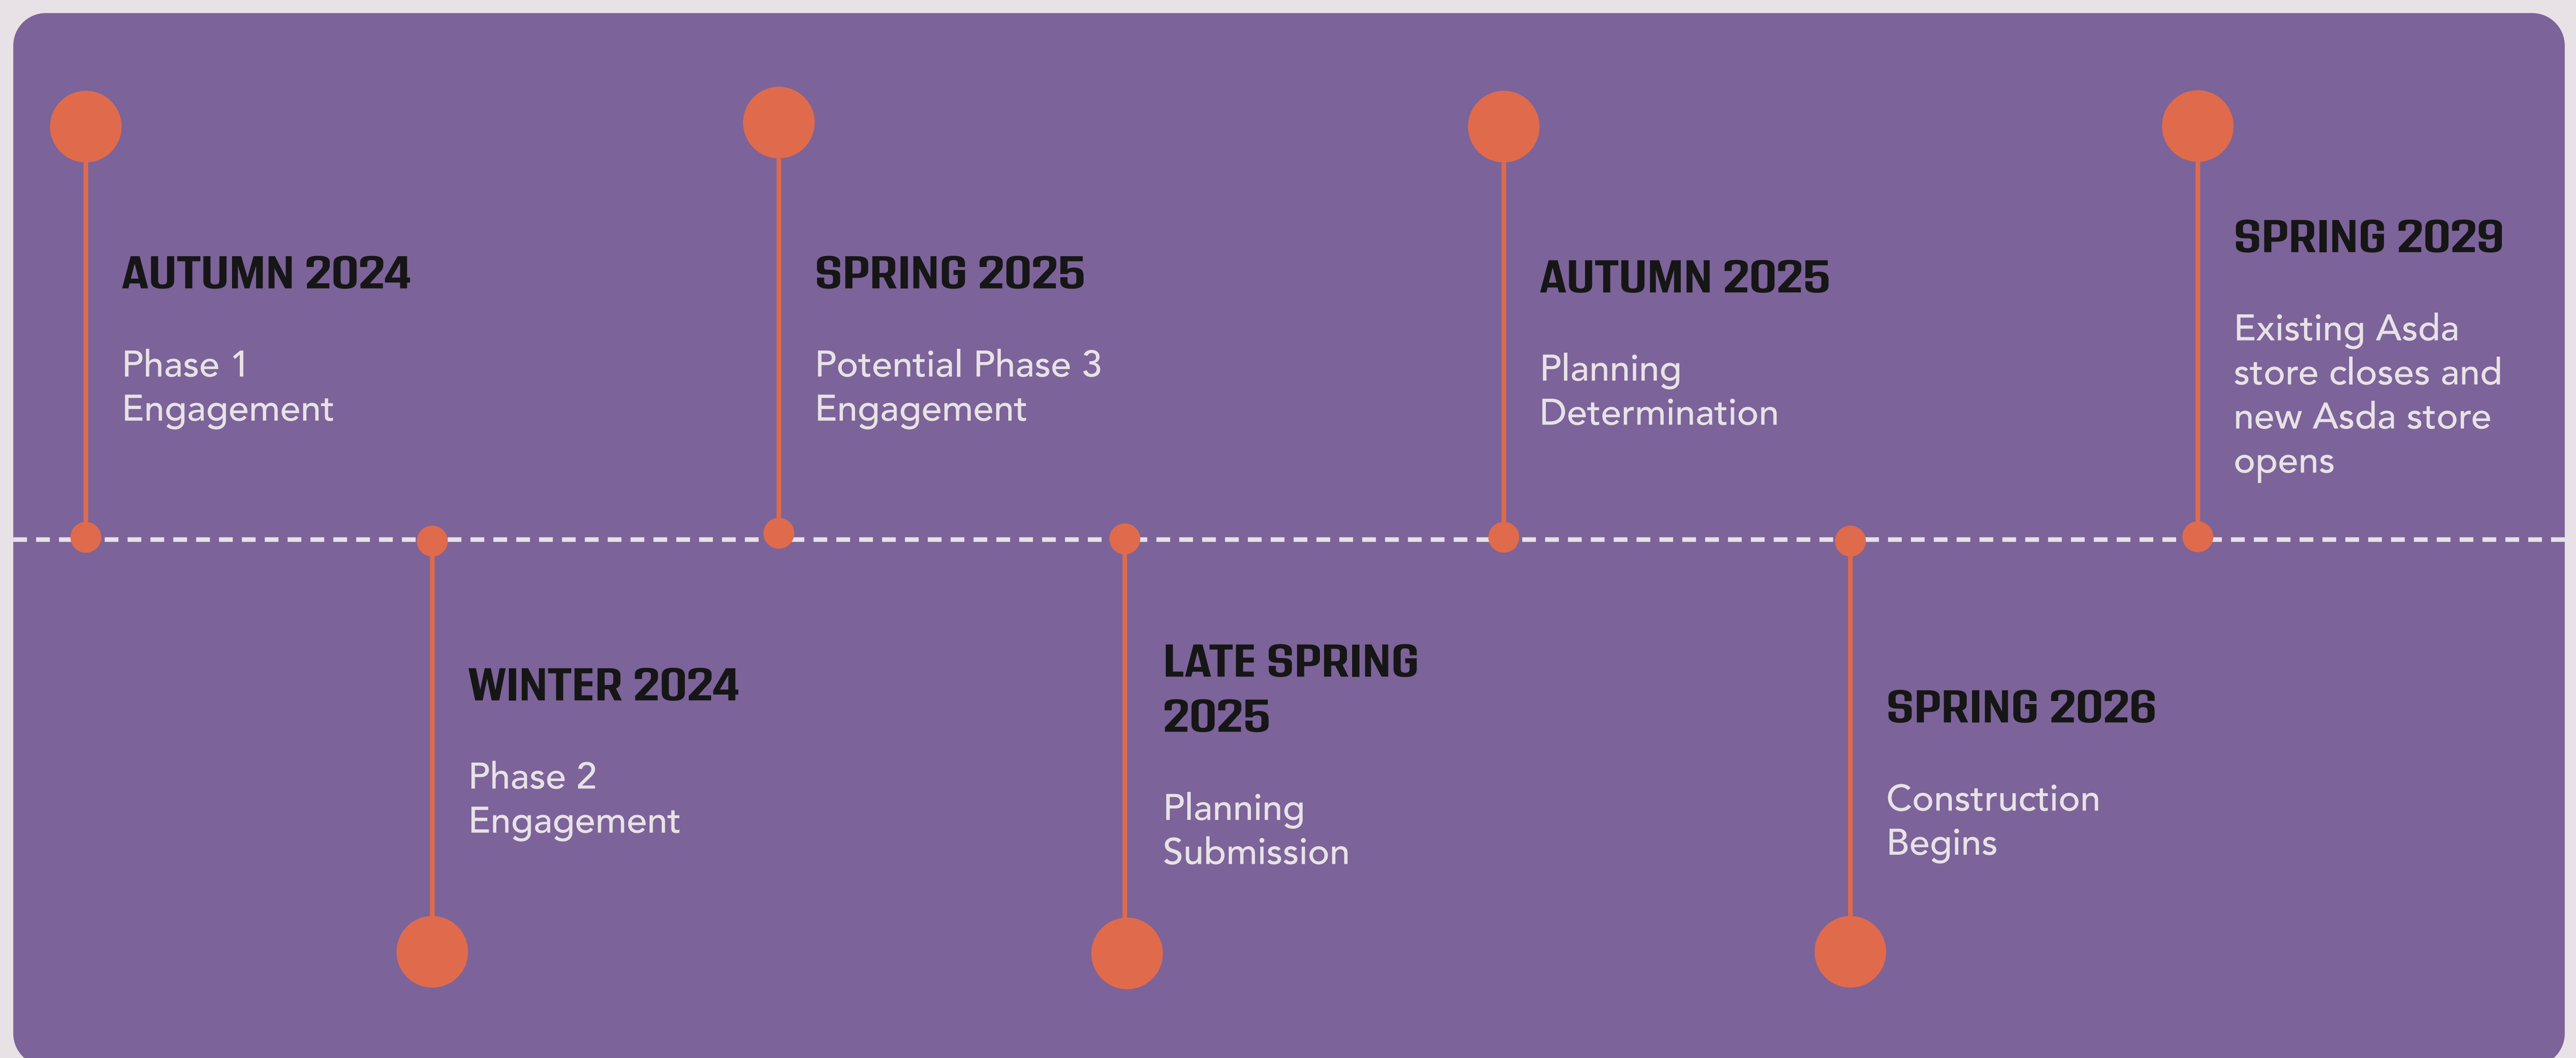 AUTUMN 2024
Phase 1
Engagement
WINTER 2024
Phase 2
Engagement
SPRING 2025
Potential Phase 3
Engagement
LATE SPRING
2025
Planning
Submission
AUTUMN 2025
Planning
Determination
SPRING 2026
Construction
Begins
SPRING 2029
Existing Asda
store closes and
new Asda store
opens